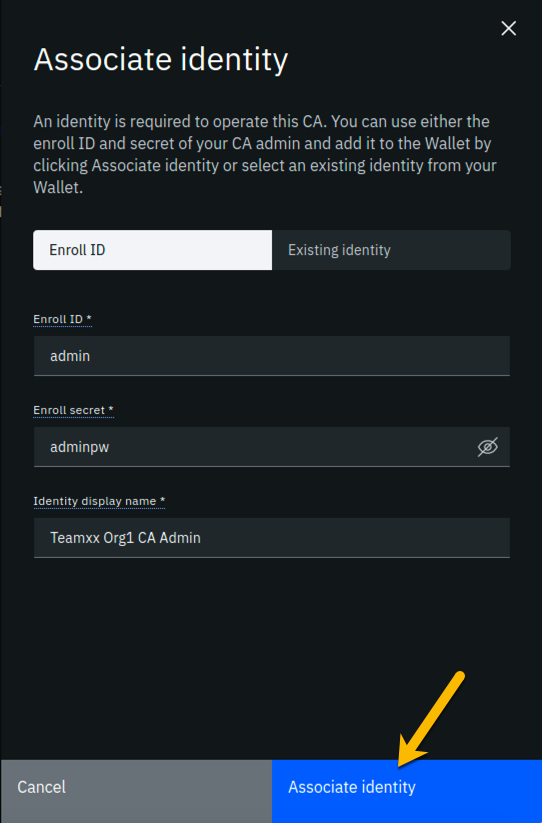 Associate identity
An identity is required to operate this CA. You can use either the
enroll ID and secret of your CA admin and add it to the Wallet by
clicking Associate identity or select an existing identity from your
Wallet.
Enroll ID
Existing identity
Enroll ID *
admin
Enroll secret *
adminpw
Identity display name *
Teamxx Org1 CA Admin
Cancel
Associate identity